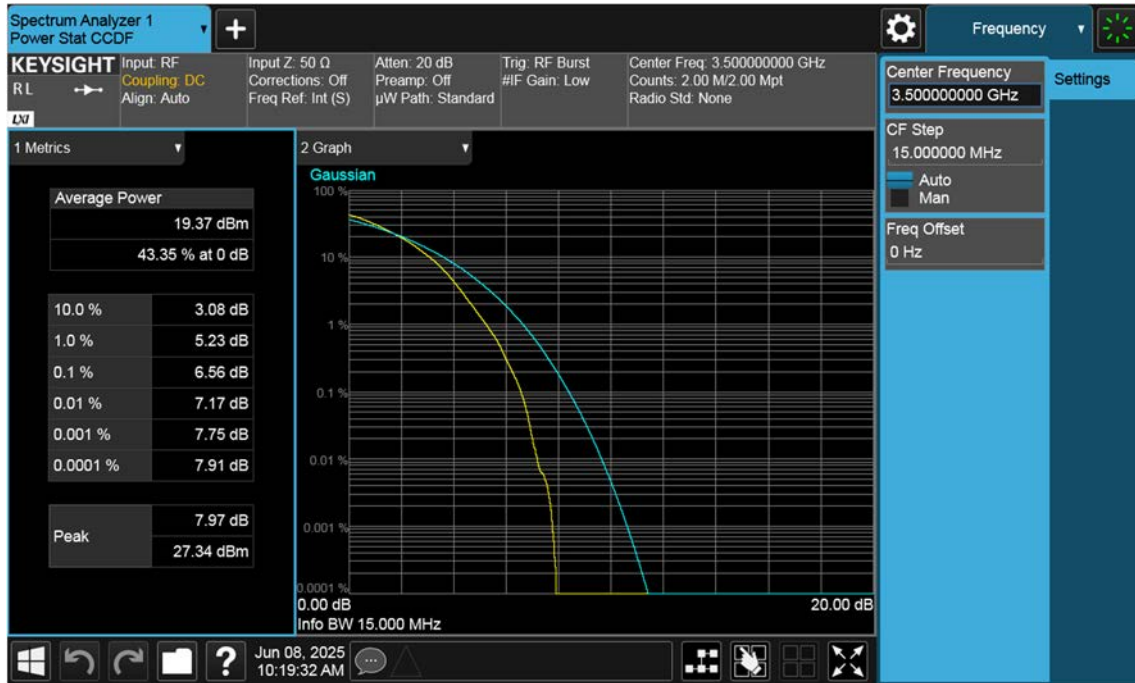 Spectrum Analyzer 1
Power Stat CCDF
Frequency
KEYSIGHT
RL
LXI
Input: RF
Coupling: DC
Align: Auto
Input Z: 50 Ω
Corrections: Off
Freq Ref: Int (S)
Atten: 20 dB
Preamp: Off
µW Path: Standard
Trig: RF Burst
#IF Gain: Low
Center Freq: 3.500000000 GHz
Counts: 2.00 M/2.00 Mpt
Radio Std: None
1 Metrics
Average Power
19.37 dBm
43.35 % at 0 dB
10.0 % 3.08 dB
1.0 % 5.23 dB
0.1 % 6.56 dB
0.01 % 7.17 dB
0.001 % 7.75 dB
0.0001 % 7.91 dB
Peak
7.97 dB
27.34 dBm
2 Graph
Gaussian
100 %
10 %
1 %
0.1 %
0.01 %
0.001 %
0.0001 %
0.00 dB 20.00 dB
Info BW 15.000 MHz
Center Frequency
3.500000000 GHz
CF Step
15.000000 MHz
Auto
Man
Freq Offset
0 Hz
Settings
?
Jun 08, 2025
10:19:32 AM